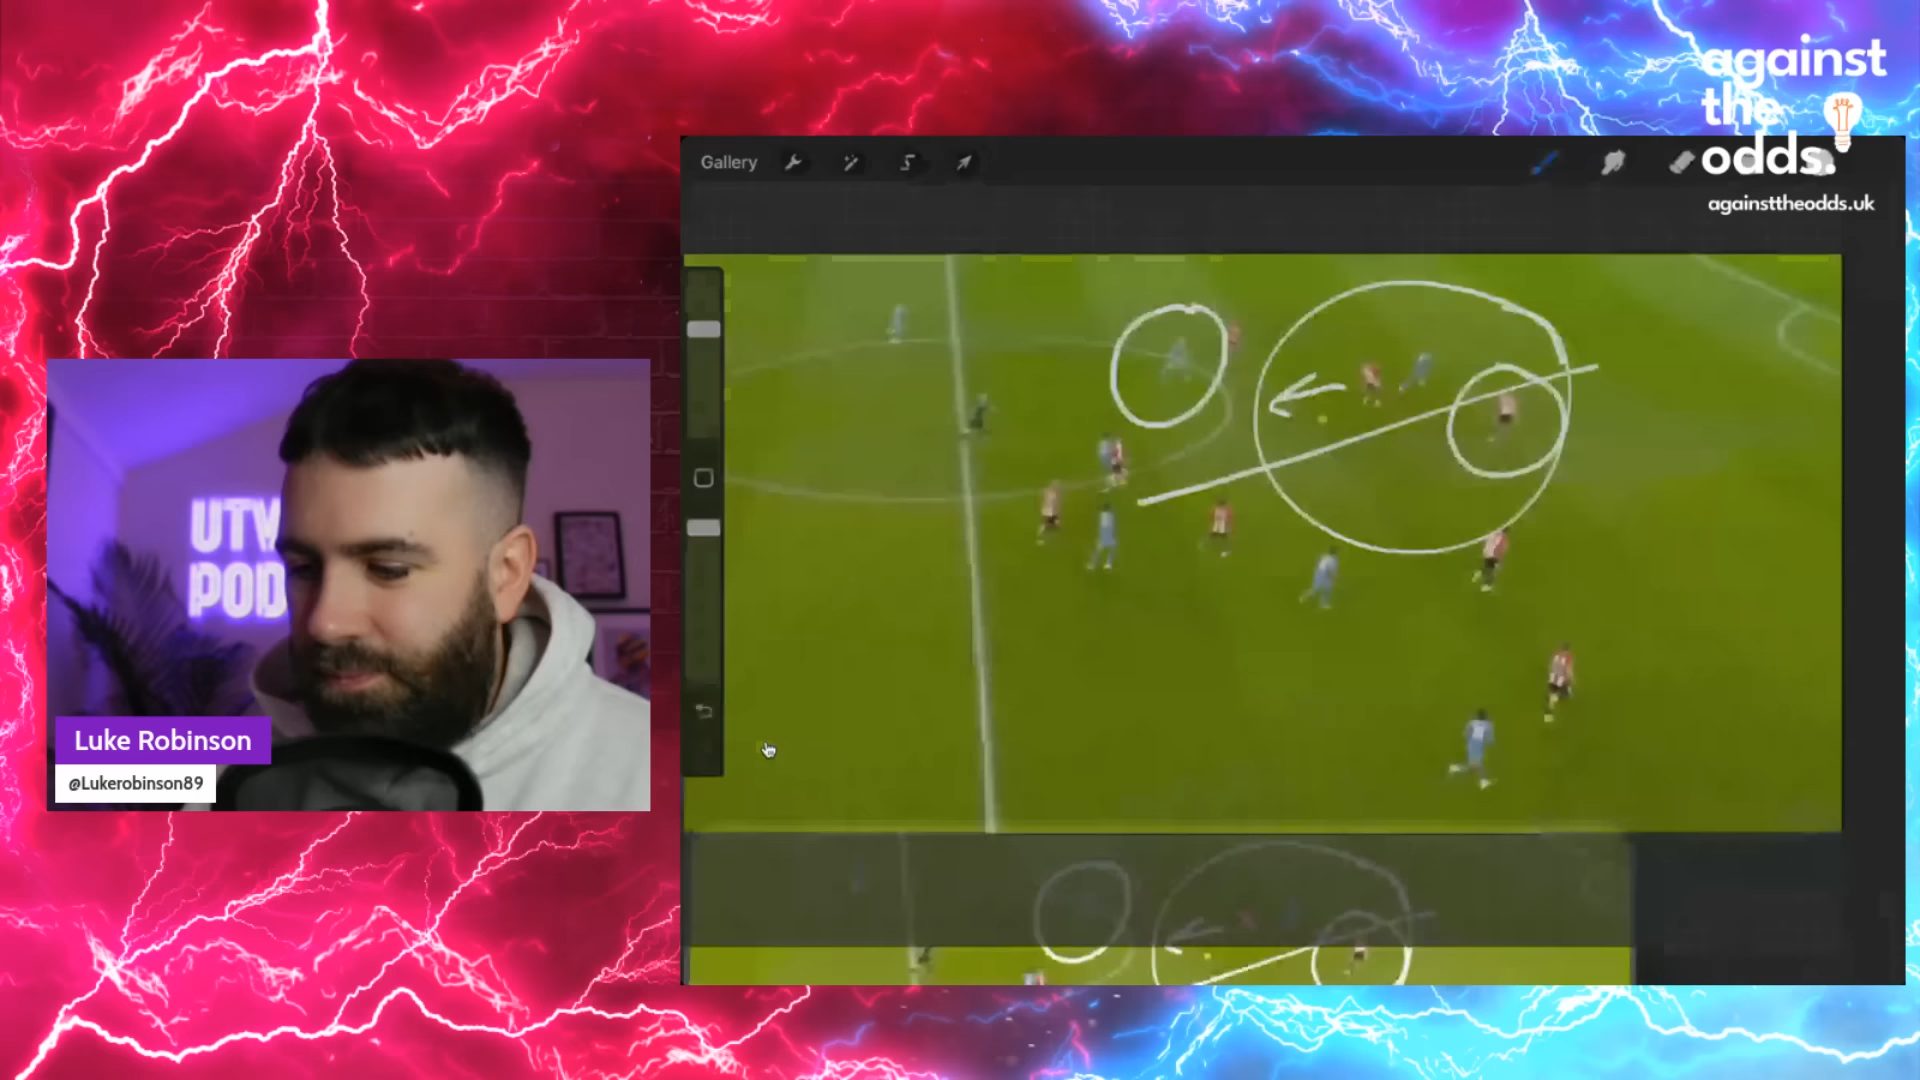 against
the
odds.
againsttheodds.uk
Gallery
UTV
POD
Luke Robinson
@Lukerobinson89